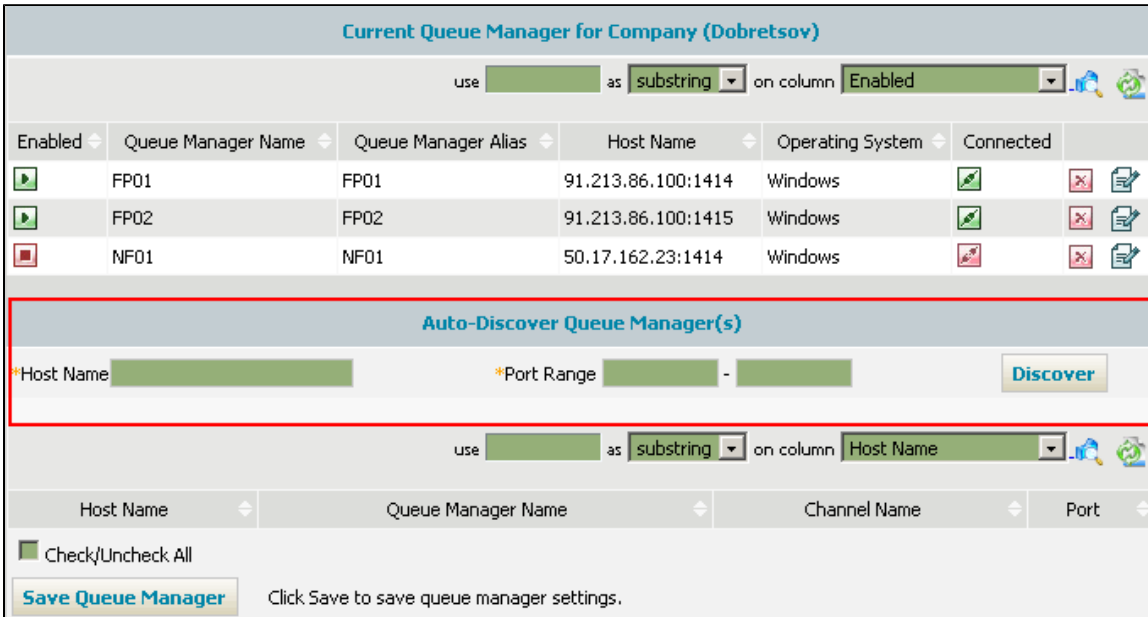 Current Queue Manager for Company (Dobretsov)
use as substring on column Enabled
Enabled Queue Manager Name Queue Manager Alias Host Name Operating System Connected
FP01 FP01 91.213.86.100:1414 Windows
FP02 FP02 91.213.86.100:1415 Windows
NF01 NF01 50.17.162.23:1414 Windows
Auto-Discover Queue Manager(s)
*Host Name *Port Range - Discover
use as substring on column Host Name
Host Name Queue Manager Name Channel Name Port
Check/Uncheck All
Save Queue Manager Click Save to save queue manager settings.